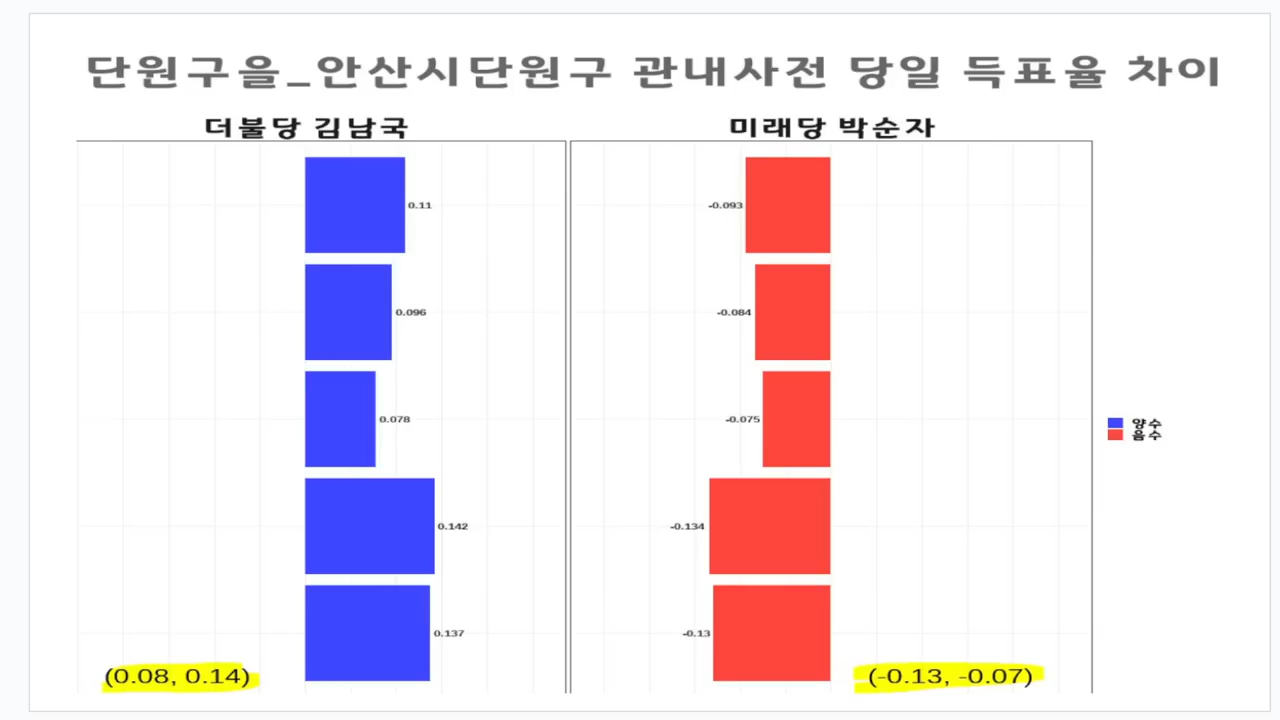 단원구을_안산시단원구 관내사전 당일 득표율 차이
더불당 김남국
미래당 박순자
0.11
-0.093
0.096
-0.084
0.078
-0.075
양수
음수
0.142
-0.134
0.137
-0.13
(0.08, 0.14)
(-0.13, -0.07)